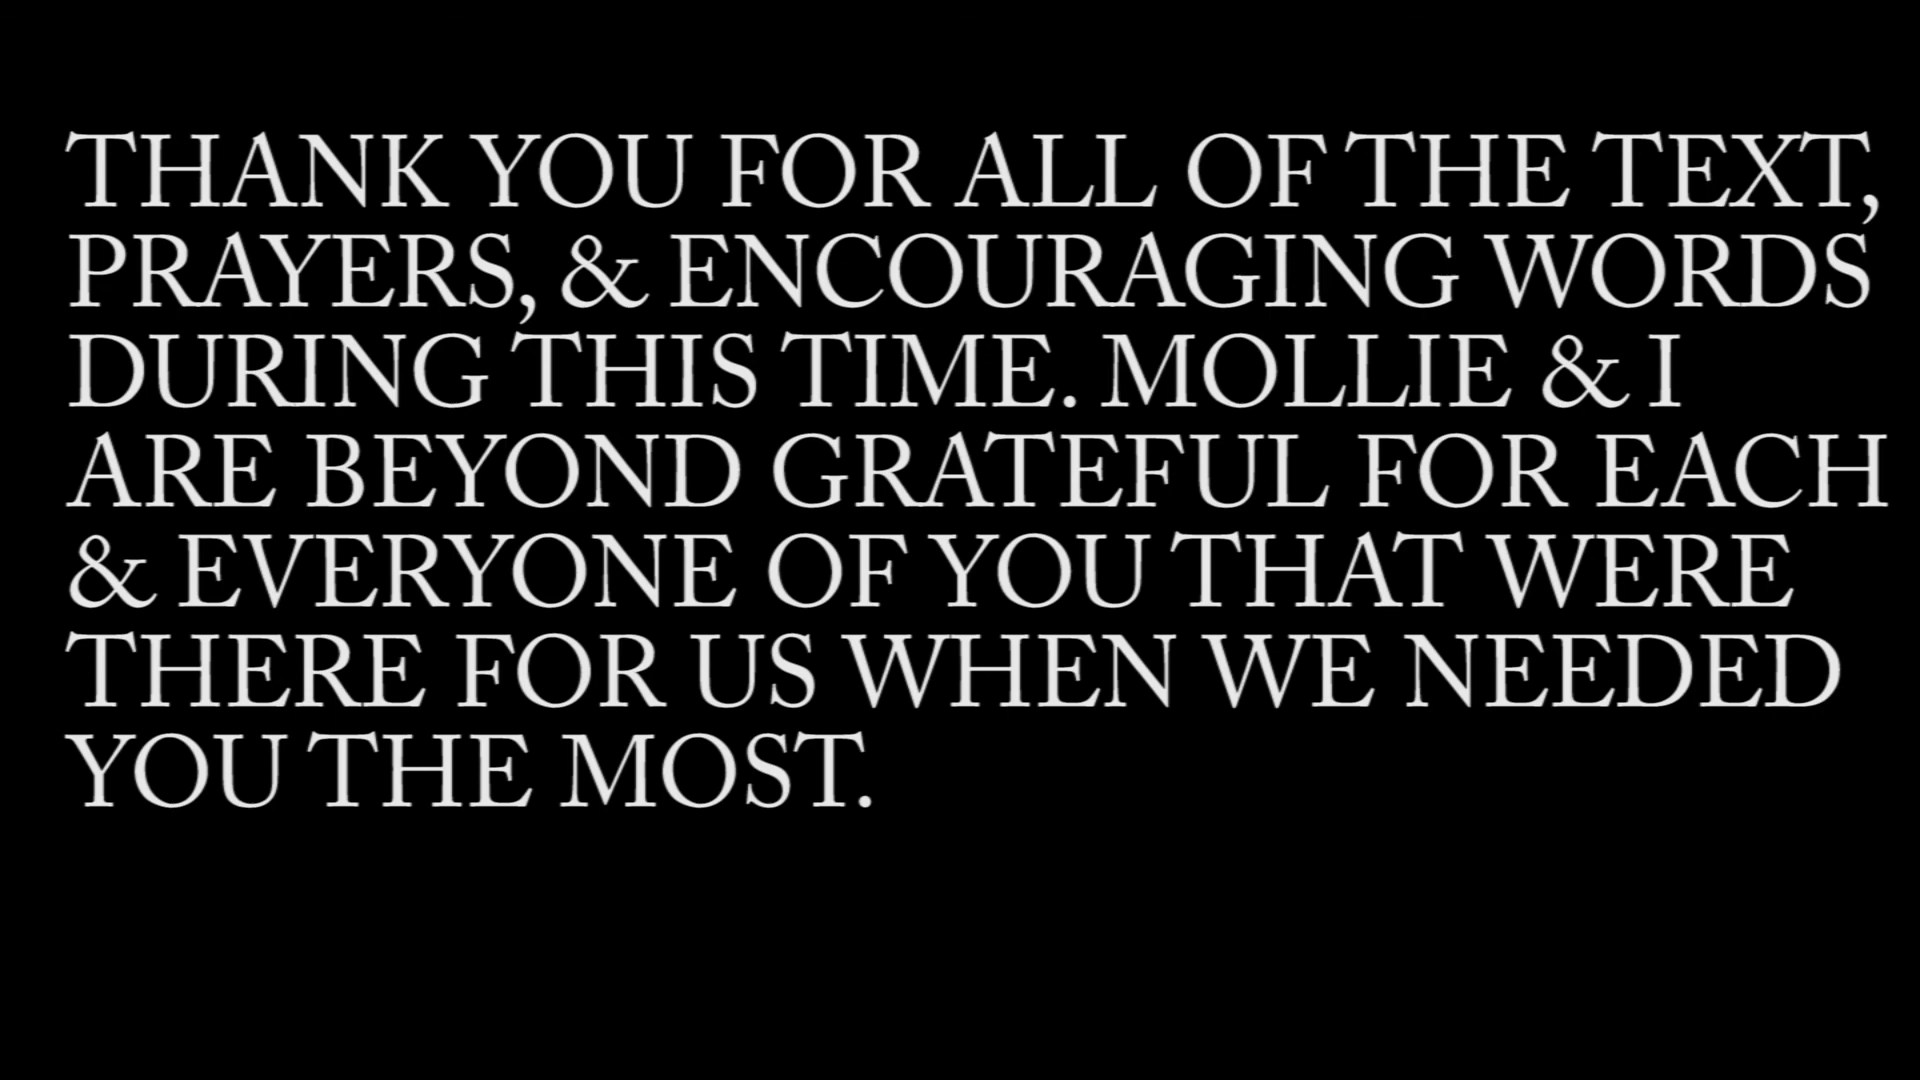 THANK YOU FOR ALL OF THE TEXT,
PRAYERS, & ENCOURAGING WORDS
DURING THIS TIME. MOLLIE & I
ARE BEYOND GRATEFUL FOR EACH
& EVERYONE OF YOU THAT WERE
THERE FOR US WHEN WE NEEDED
YOU THE MOST.